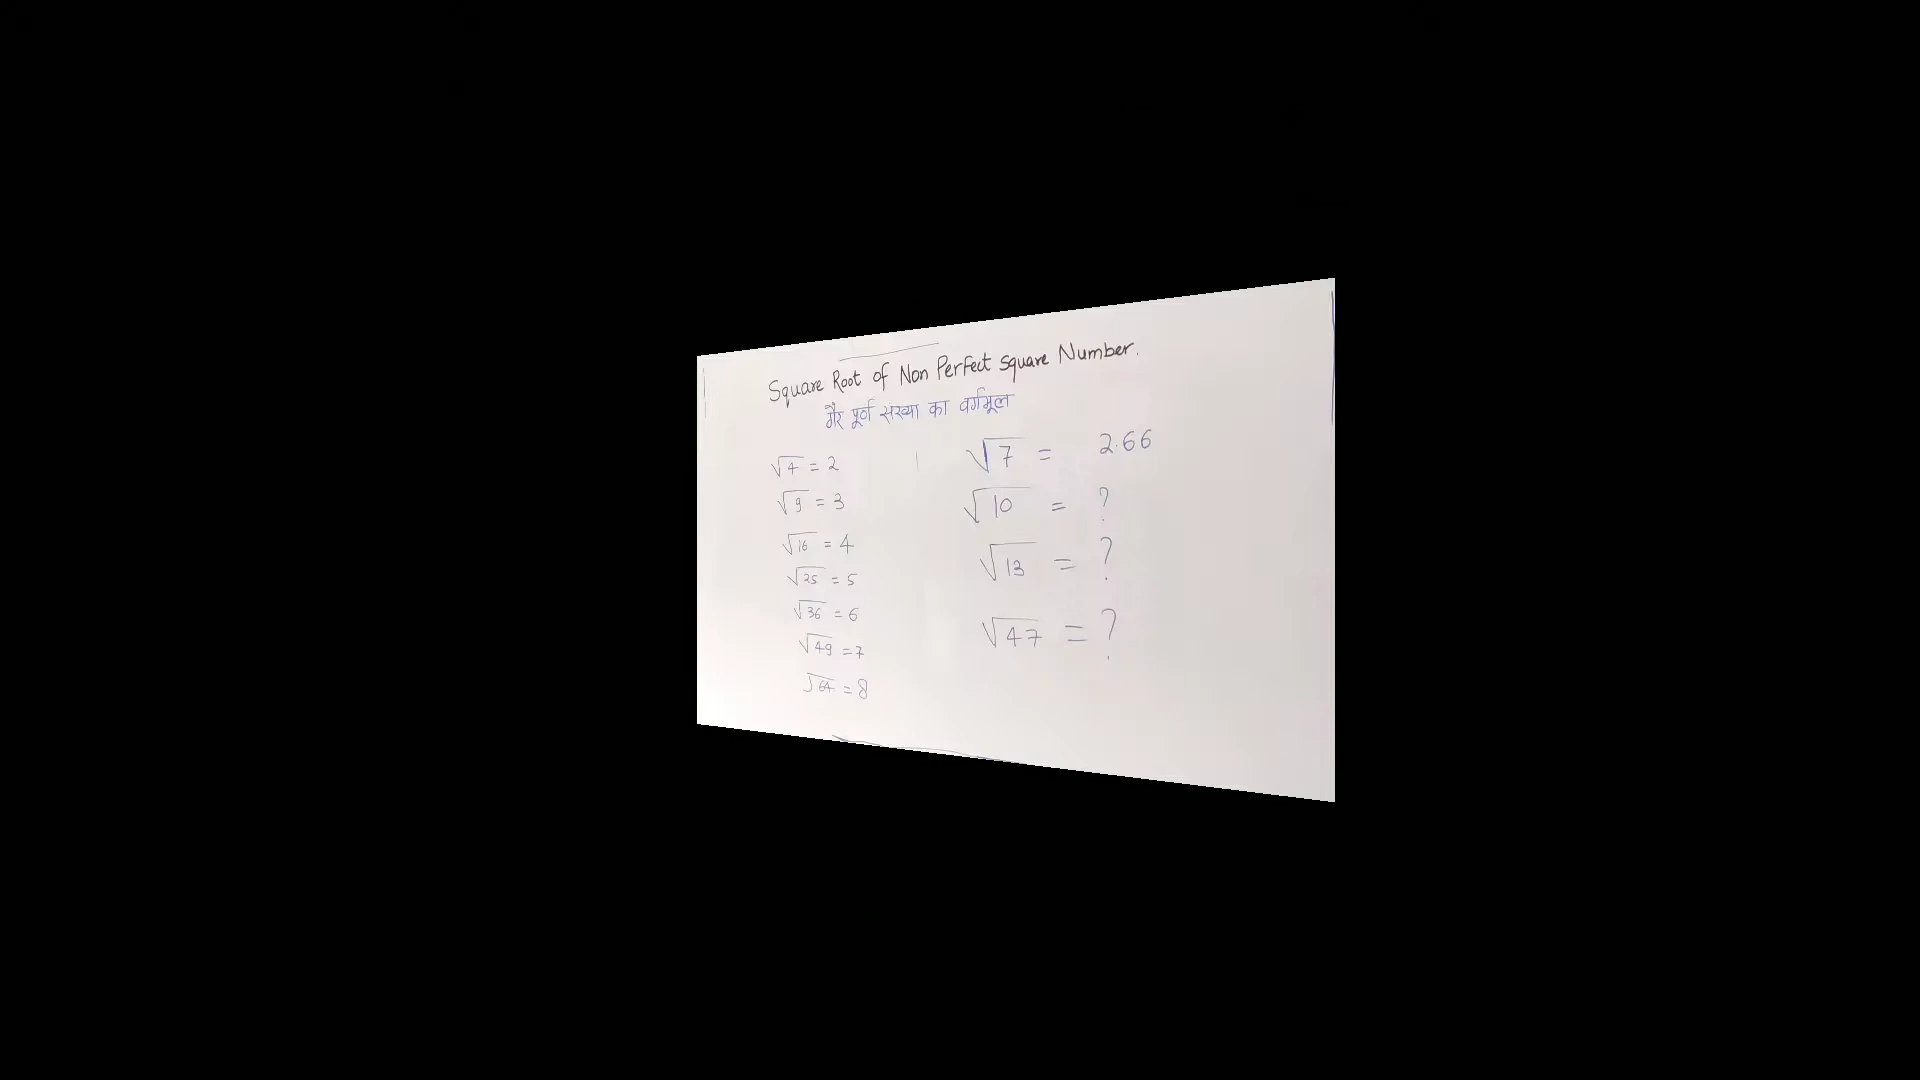 Square Root of Non Perfect square Number.
गैर पूर्ण संख्या का वर्गमूल
√4 = 2
√9 = 3
√16 = 4
√25 = 5
√36 = 6
√49 = 7
√64 = 8
√7 = 2.66
√10 = ?
√13 = ?
√47 = ?